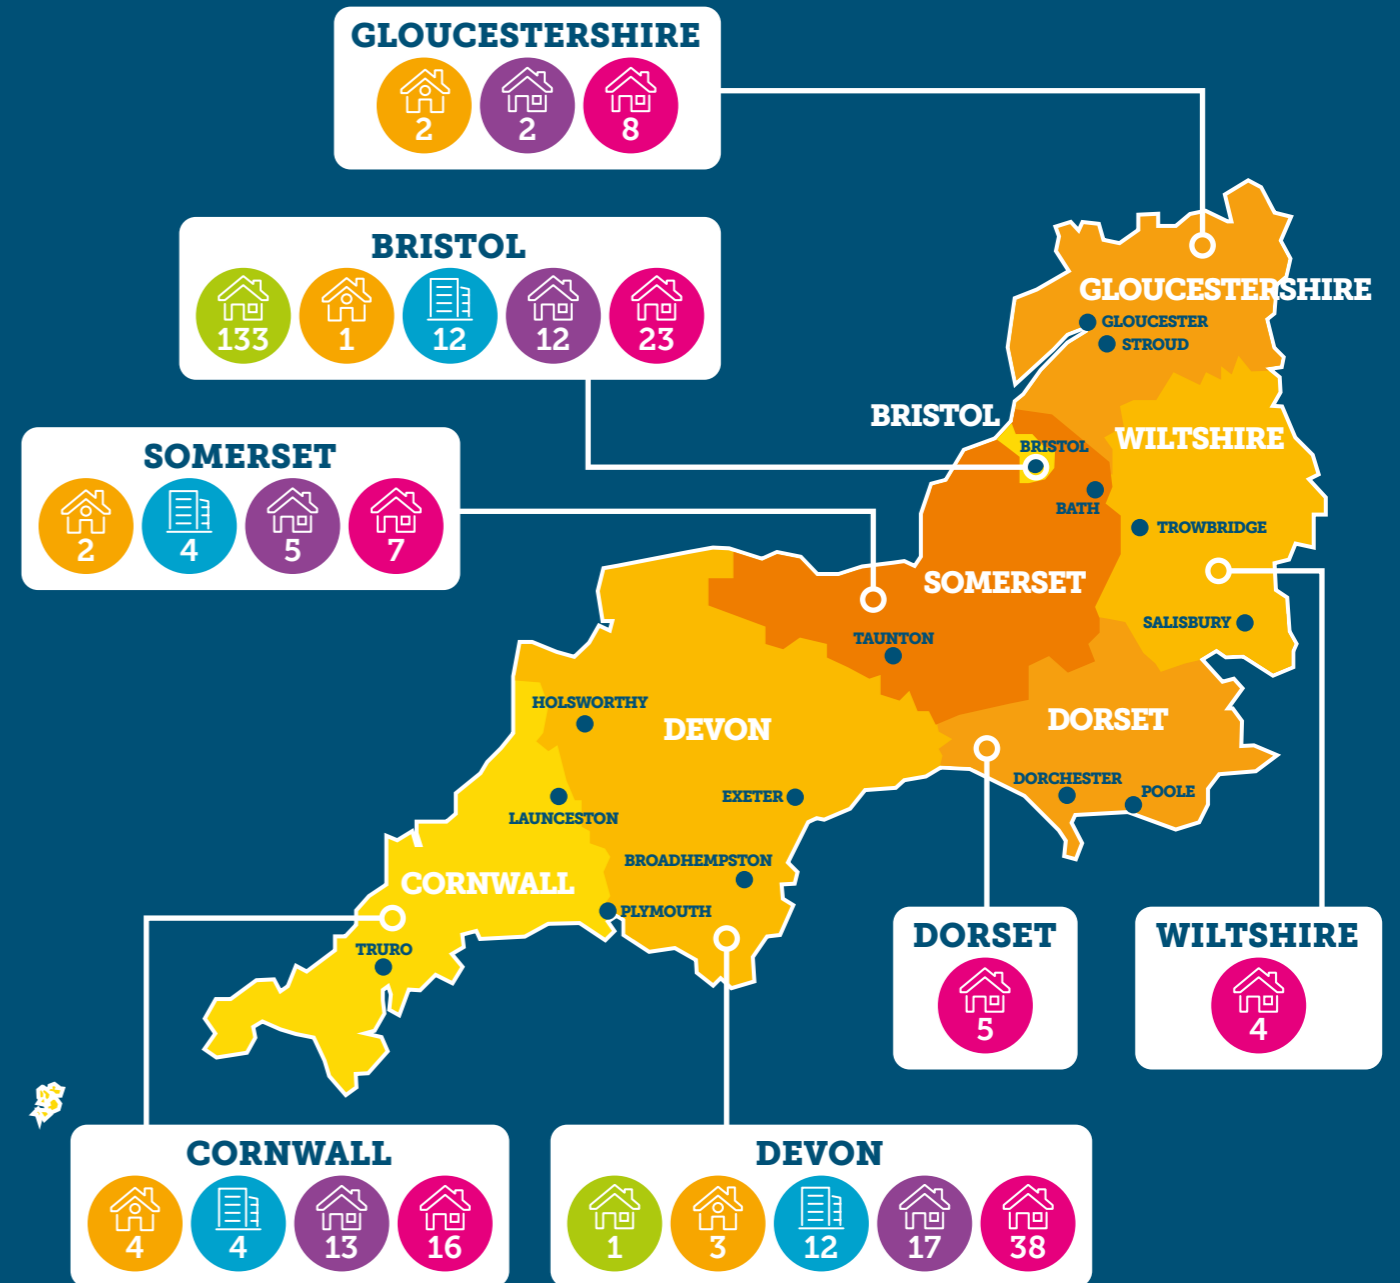 GLOUCESTERSHIRE
2 2 8
BRISTOL
133 1 12 12 23
SOMERSET
2 4 5 7
GLOUCESTERSHIRE
GLOUCESTER
STROUD
BRISTOL
WILTSHIRE
BRISTOL
BATH
TROWBRIDGE
SOMERSET
SALISBURY
TAUNTON
HOLSWORTHY
DEVON
DORSET
DORCHESTER
POOLE
EXETER
LAUNCESTON
BROADHEMPSTON
CORNWALL
PLYMOUTH
TRURO
DORSET
5
WILTSHIRE
4
CORNWALL
4 4 13 16
DEVON
1 3 12 17 38